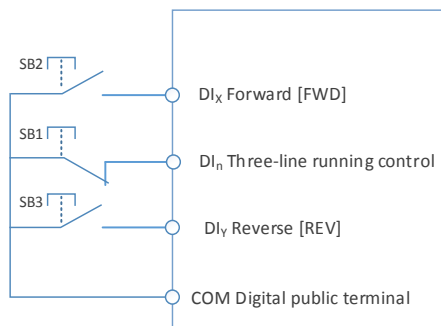 SB2
DIX Forward [FWD]
SB1
DIn Three-line running control
SB3
DIY Reverse [REV]
COM Digital public terminal